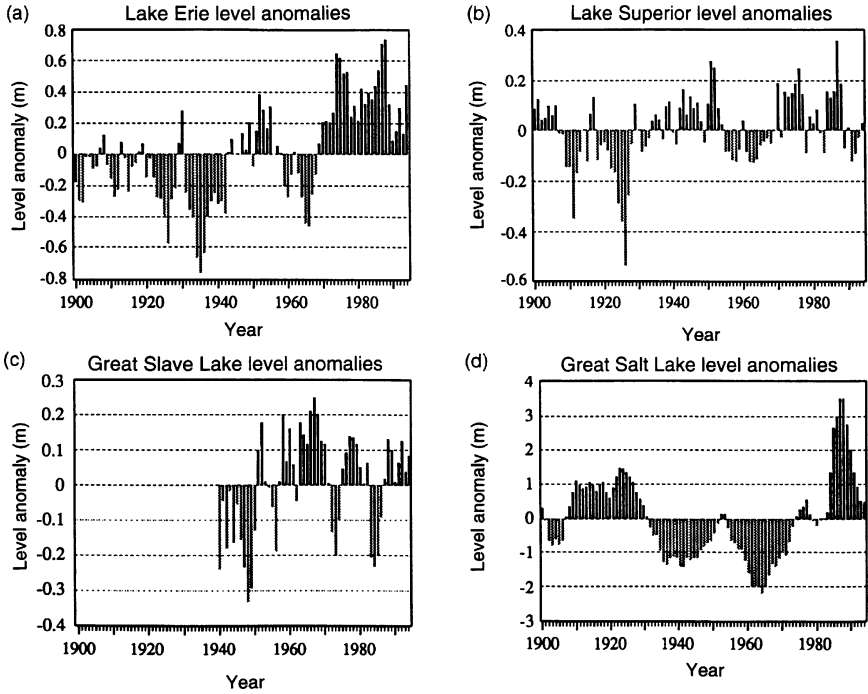 (a)
Lake Erie level anomalies
0.8
0.6
0.4
0.2
0
-0.2
-0.4
-0.6
-0.8
Level anomaly (m)
1900 1920 1940 1960 1980
Year
(b)
Lake Superior level anomalies
0.4
0.2
0
-0.2
-0.4
-0.6
Level anomaly (m)
1900 1920 1940 1960 1980
Year
(c)
Great Slave Lake level anomalies
0.3
0.2
0.1
0
-0.1
-0.2
-0.3
-0.4
Level anomaly (m)
1900 1920 1940 1960 1980
Year
(d)
Great Salt Lake level anomalies
4
3
2
1
0
-1
-2
-3
Level anomaly (m)
1900 1920 1940 1960 1980
Year